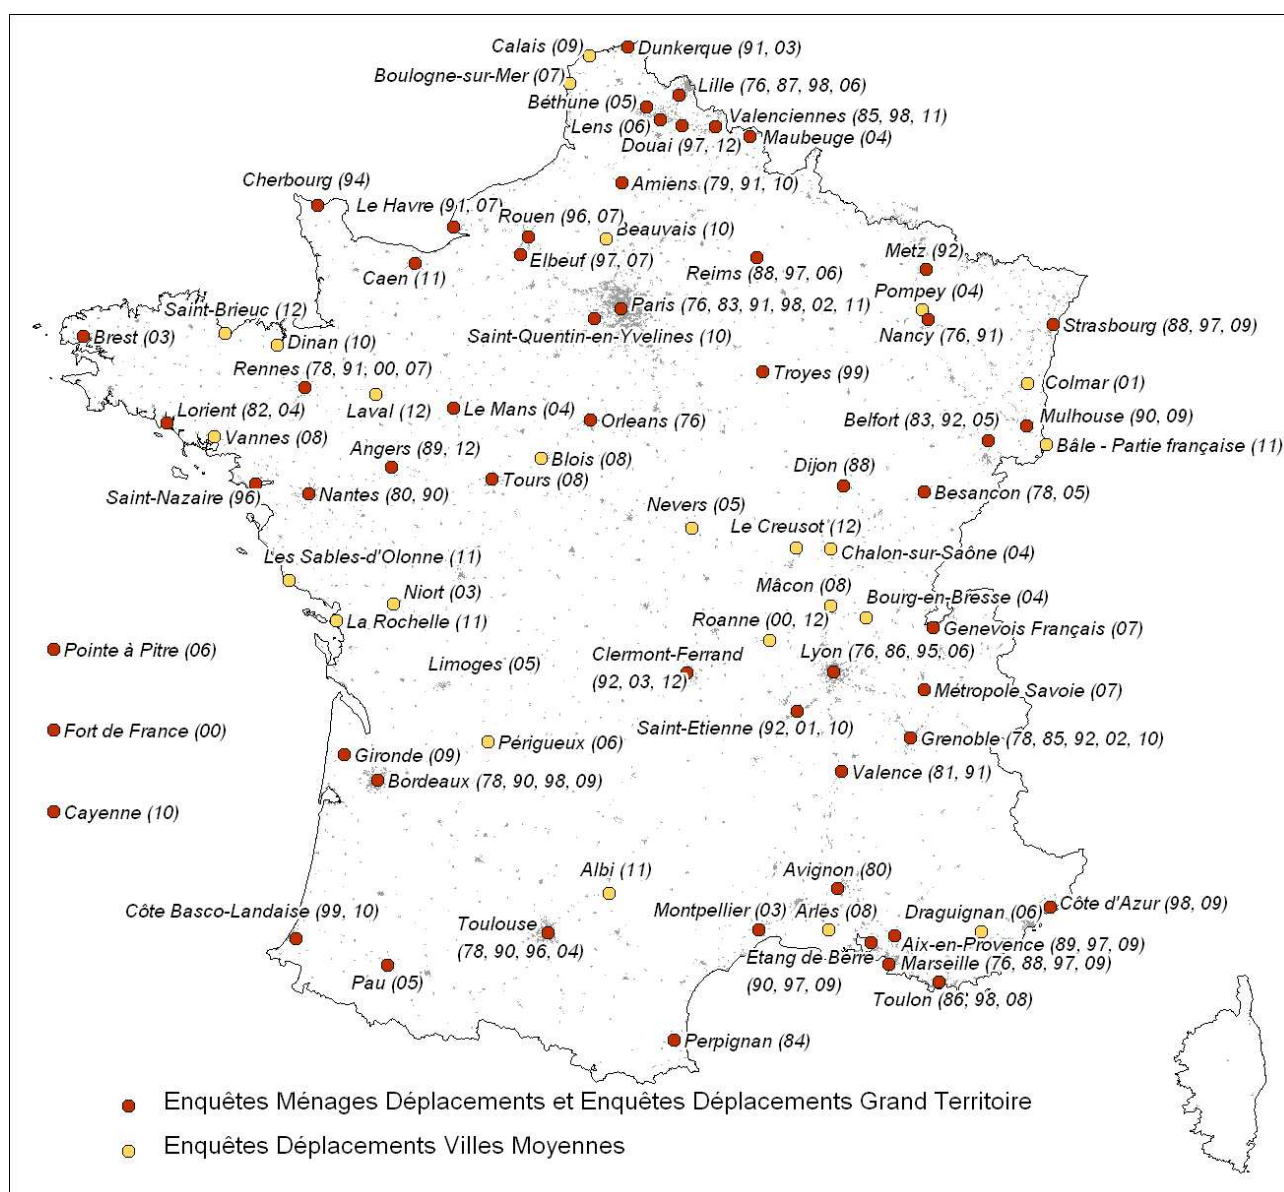 Calais (09)
Dunkerque (91, 03)
Boulogne-sur-Mer (07)
Lille (76, 87, 98, 06)
Béthune (05)
Valenciennes (85, 98, 11)
Lens (06)
Maubeuge (04)
Douai (97, 12)
Cherbourg (94)
Amiens (79, 91, 10)
Le Havre (91, 07)
Rouen (96, 07)
Beauvais (10)
Elbeuf (97, 07)
Caen (11)
Reims (88, 97, 06)
Metz (92)
Pompey (04)
Saint-Brieuc (12)
Paris (76, 83, 91, 98, 02, 11)
Strasbourg (88, 97, 09)
Brest (03)
Saint-Quentin-en-Yvelines (10)
Nancy (76, 91)
Dinan (10)
Rennes (78, 91, 00, 07)
Troyes (99)
Colmar (01)
Lorient (82, 04)
Laval (12)
Le Mans (04)
Orleans (76)
Belfort (83, 92, 05)
Mulhouse (90, 09)
Vannes (08)
Angers (89, 12)
Bâle - Partie française (11)
Blois (08)
Dijon (88)
Tours (08)
Saint-Nazaire (96)
Nantes (80, 90)
Besancon (78, 05)
Nevers (05)
Le Creusot (12)
Les Sables-d'Olonne (11)
Chalon-sur-Saône (04)
Mâcon (08)
Niort (03)
Bourg-en-Bresse (04)
La Rochelle (11)
Roanne (00, 12)
Genevois Français (07)
Pointe à Pitre (06)
Limoges (05)
Clermont-Ferrand
(92, 03, 12)
Lyon (76, 86, 95, 06)
Métropole Savoie (07)
Fort de France (00)
Saint-Etienne (92, 01, 10)
Grenoble (78, 85, 92, 02, 10)
Périgueux (06)
Gironde (09)
Valence (81, 91)
Bordeaux (78, 90, 98, 09)
Cayenne (10)
Albi (11)
Avignon (80)
Côte Basco-Landaise (99, 10)
Toulouse
(78, 90, 96, 04)
Montpellier (03)
Arles (08)
Draguignan (06)
Côte d'Azur (98, 09)
Aix-en-Provence (89, 97, 09)
Etang de Berre
(90, 97, 09)
Marseille (76, 88, 97, 09)
Pau (05)
Toulon (86, 98, 08)
Perpignan (84)
Enquêtes Ménages Déplacements et Enquêtes Déplacements Grand Territoire
Enquêtes Déplacements Villes Moyennes